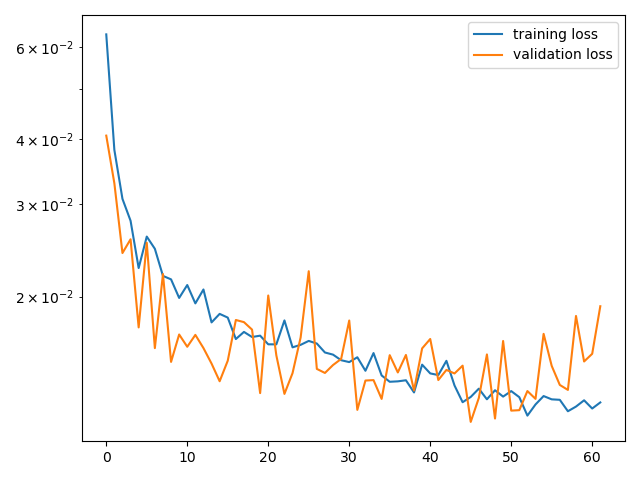 training loss
validation loss
6 × 10⁻²
4 × 10⁻²
3 × 10⁻²
2 × 10⁻²
0 10 20 30 40 50 60